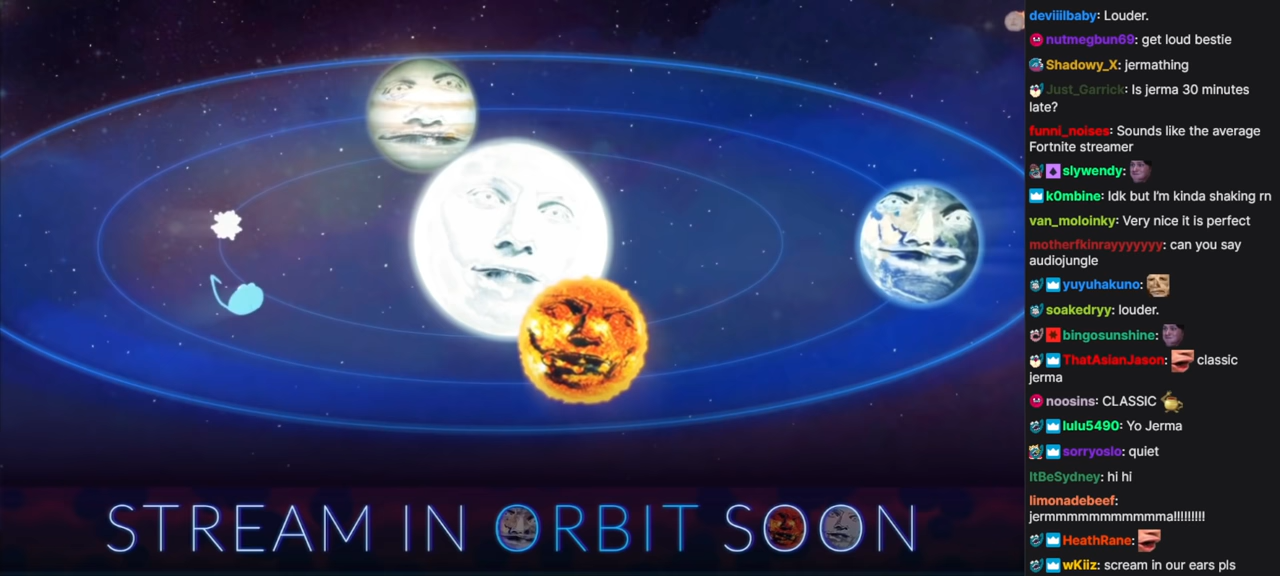 STREAM IN ORBIT SOON
deviiilbaby: Louder.
nutmegbun69: get loud bestie
Shadowy_X: jermathing
Just_Garrick: Is jerma 30 minutes
late?
funni_noises: Sounds like the average
Fortnite streamer
slywendy:
k0mbine: Idk but I'm kinda shaking rn
van_moloinky: Very nice it is perfect
motherfkinrayyyyyyy: can you say
audiojungle
yuyuhakuno:
soakedryy: louder.
bingosunshine:
ThatAsianJason: classic
jerma
noosins: CLASSIC
lulu5490: Yo Jerma
sorryosio: quiet
ItBeSydney: hi hi
limonadebeef:
jermmmmmmmmmmma!!!!!!!!!
HeathRane:
wKiiz: scream in our ears pls